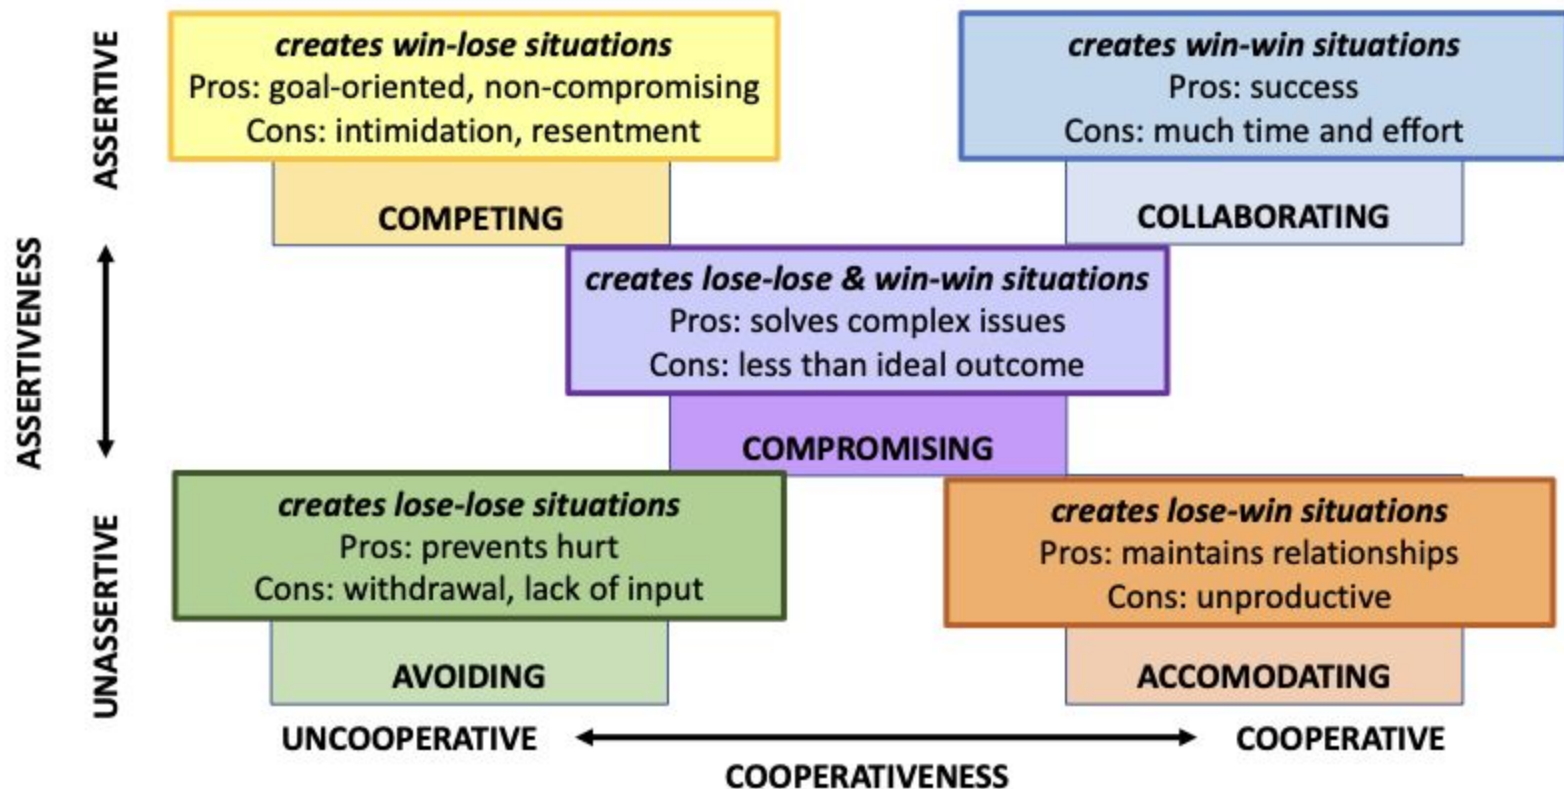 ASSERTIVE
creates win-lose situations
Pros: goal-oriented, non-compromising
Cons: intimidation, resentment
COMPETING
creates win-win situations
Pros: success
Cons: much time and effort
COLLABORATING
ASSERTIVENESS
creates lose-lose & win-win situations
Pros: solves complex issues
Cons: less than ideal outcome
COMPROMISING
UNASSERTIVE
creates lose-lose situations
Pros: prevents hurt
Cons: withdrawal, lack of input
AVOIDING
creates lose-win situations
Pros: maintains relationships
Cons: unproductive
ACCOMODATING
UNCOOPERATIVE
COOPERATIVE
COOPERATIVENESS